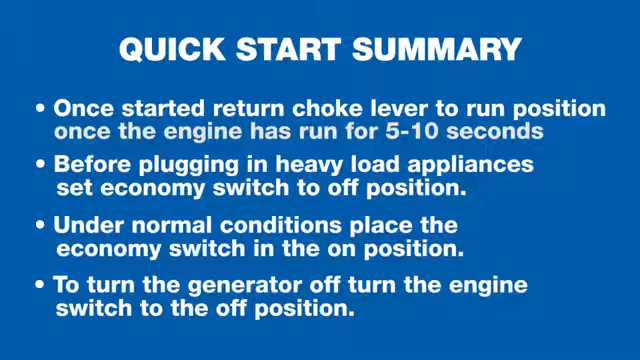 QUICK START SUMMARY
• Once started return choke lever to run position
once the engine has run for 5-10 seconds
• Before plugging in heavy load appliances
set economy switch to off position.
• Under normal conditions place the
economy switch in the on position.
• To turn the generator off turn the engine
switch to the off position.